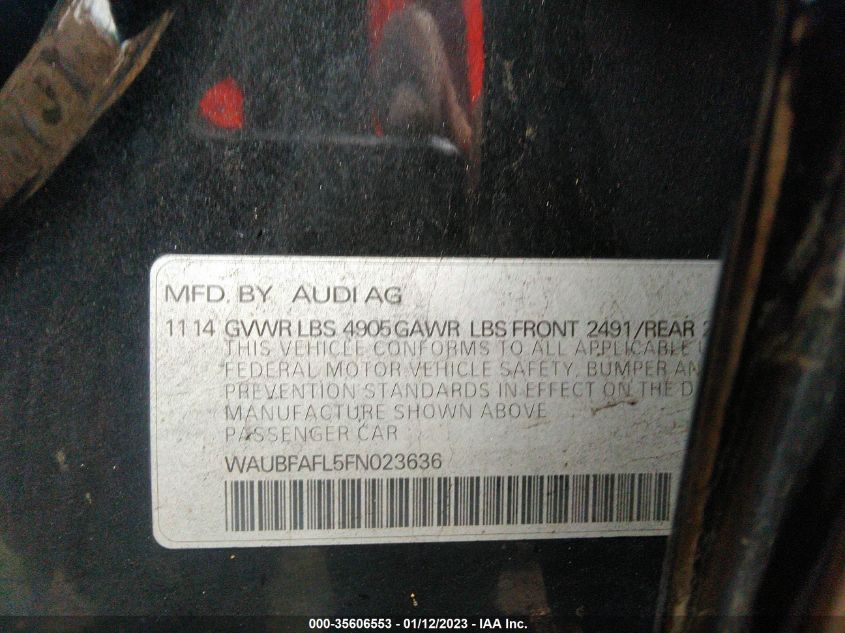 MFD. BY AUDI AG
11 14 GVWR LBS 4905 GAWR LBS FRONT 2491/REAR
THIS VEHICLE CONFORMS TO ALL APPLICABLE
FEDERAL MOTOR VEHICLE SAFETY, BUMPER AN
PREVENTION STANDARDS IN EFFECT ON THE D
MANUFACTURE SHOWN ABOVE
PASSENGER CAR
WAUBFAFL5FN023636
000-35606553 - 01/12/2023 - IAA Inc.